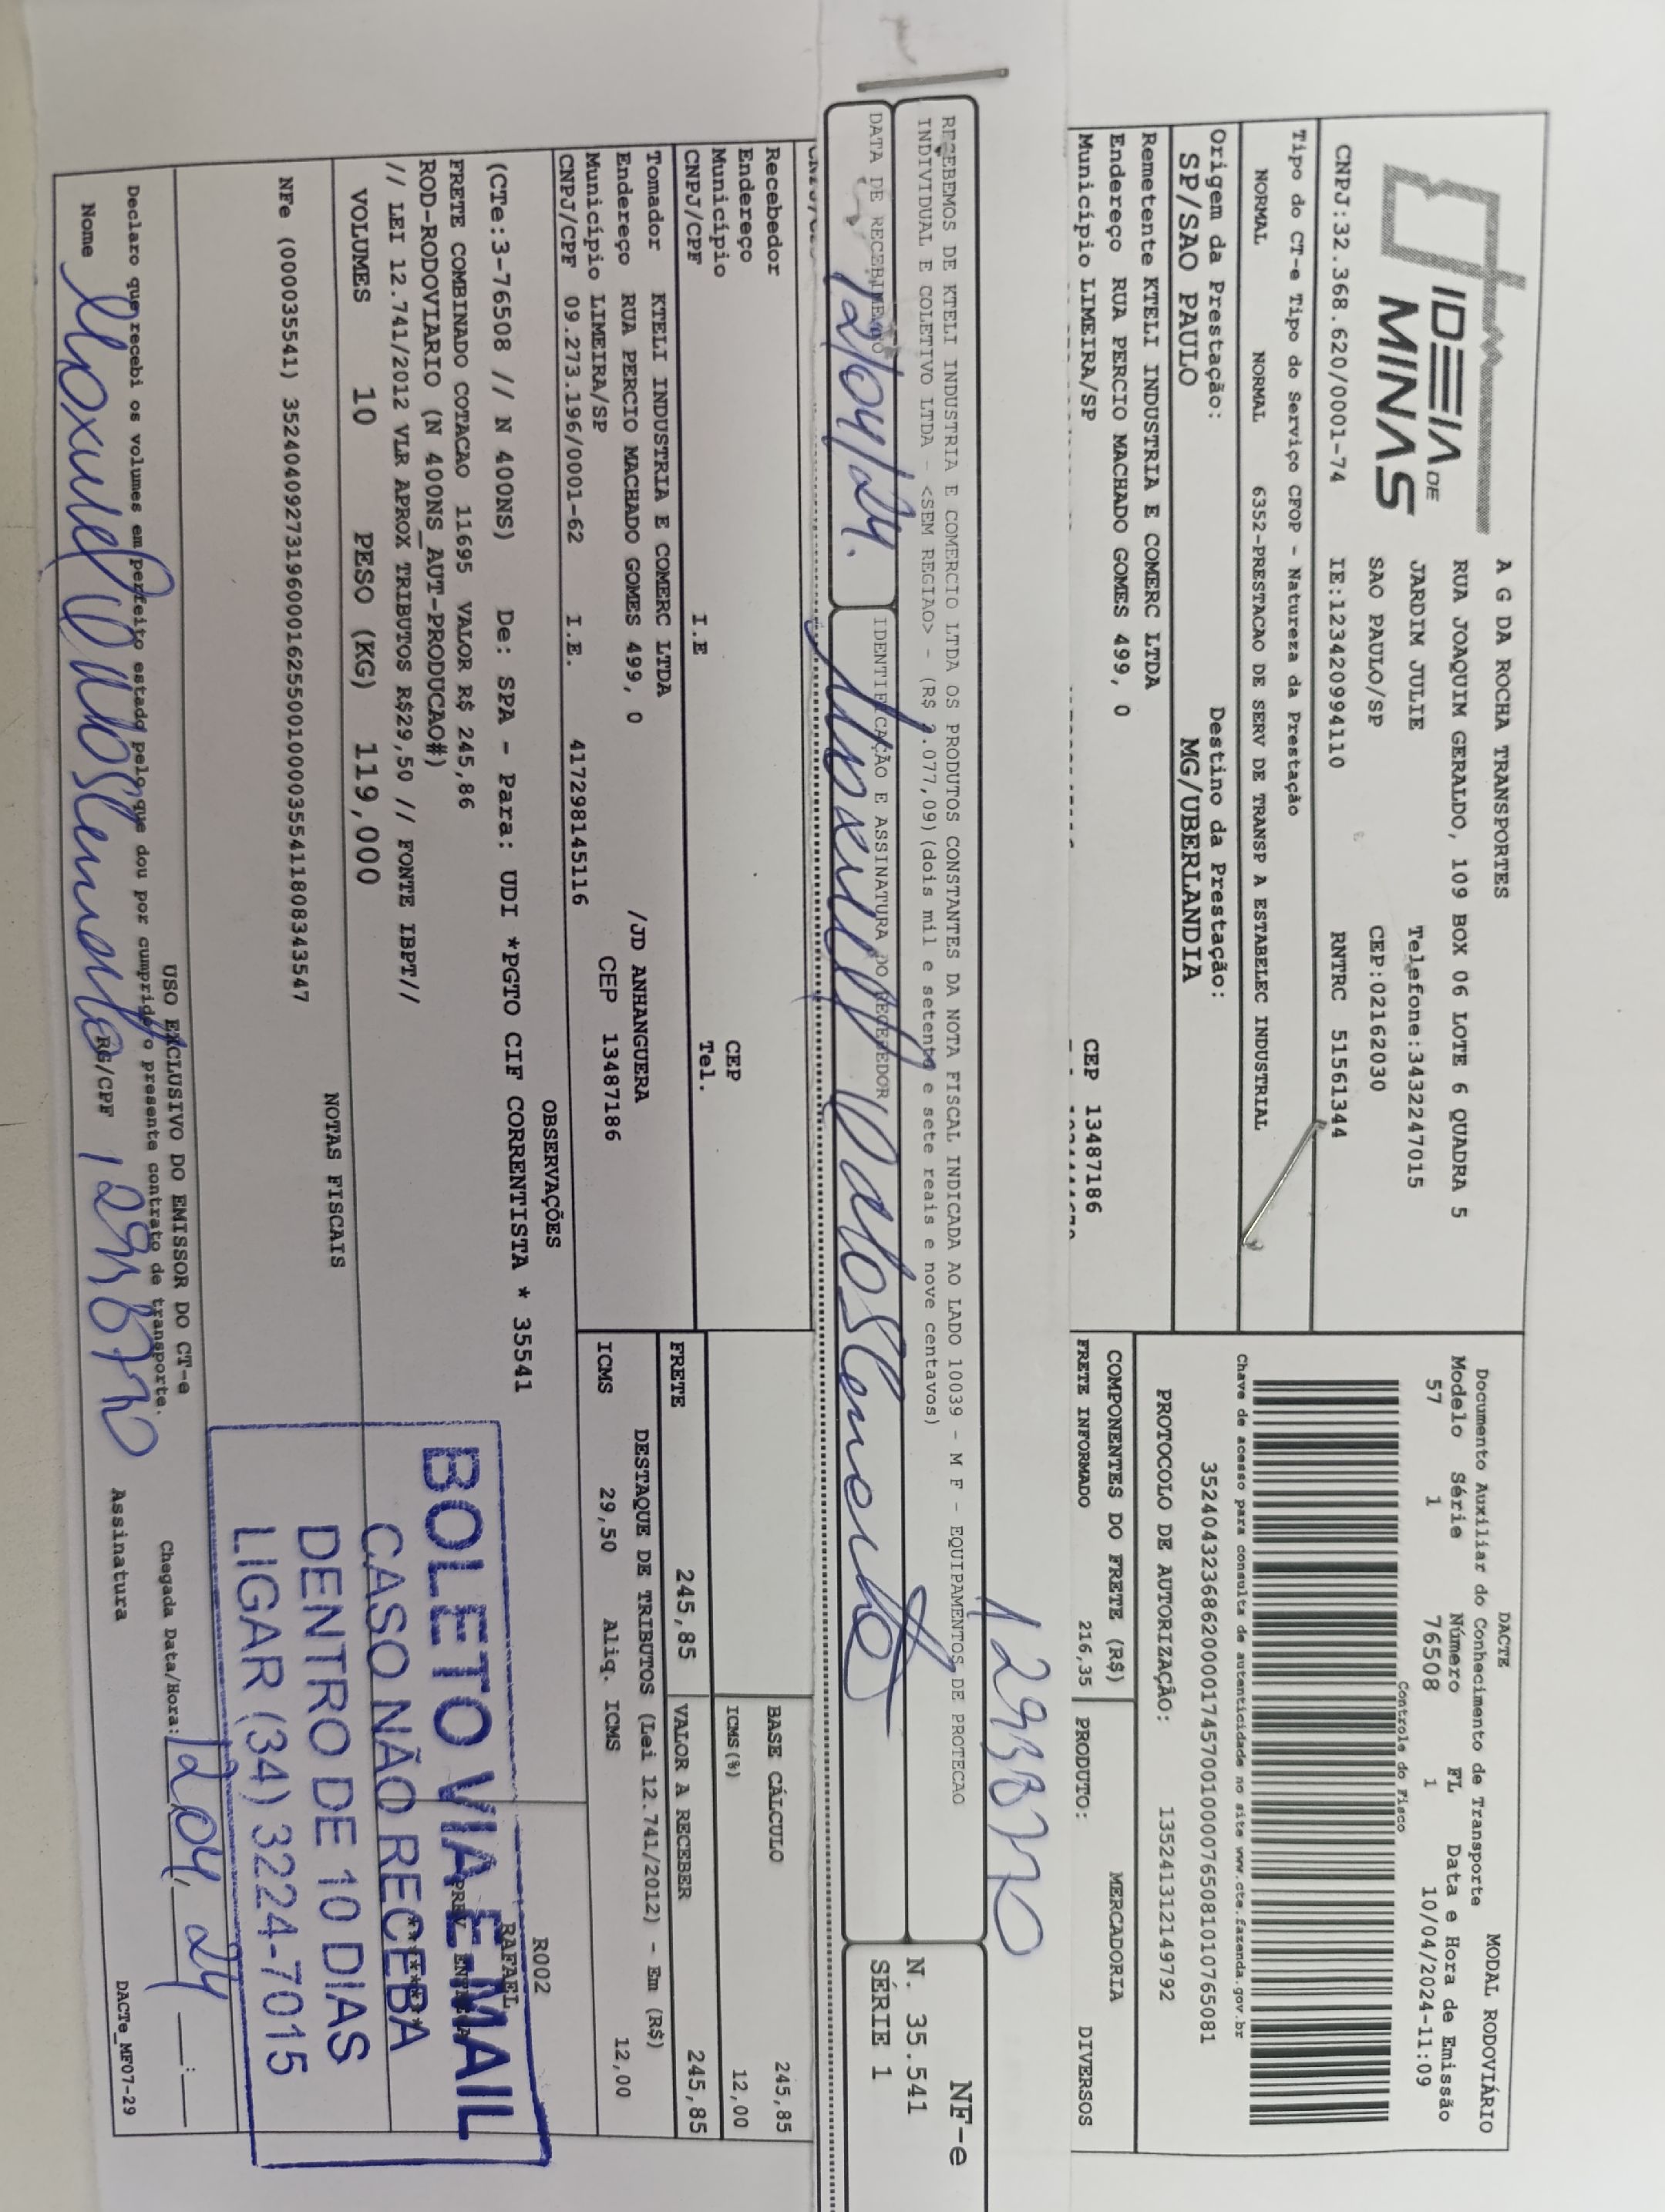 IDEEIA DE
MINAS
A G DA ROCHA TRANSPORTES
RUA JOAQUIM GERALDO, 109 BOX 06 LOTE 6 QUADRA 5
JARDIM JULIE Telefone:3432247015
SAO PAULO/SP CEP:02162030
CNPJ:32.368.620/0001-74 IE:123420994110 RNTRC 51561344
DACTE MODAL RODOVIÁRIO
Documento Auxiliar do Conhecimento de Transporte
Modelo Série Número FL Data e Hora de Emissão
57 1 76508 1 10/04/2024-11:09
Controle do Fisco
Tipo do CT-e Tipo do Serviço CFOP - Natureza da Prestação
NORMAL NORMAL 6352-PRESTACAO DE SERV DE TRANSP A ESTABELEC INDUSTRIAL
Chave de acesso para consulta de autenticidade no site www.cte.fazenda.gov.br
35240432368620000174570010000765081010765081
Origem da Prestação: Destino da Prestação:
SP/SAO PAULO MG/UBERLANDIA
PROTOCOLO DE AUTORIZAÇÃO: 135241312149792
Remetente KTELI INDUSTRIA E COMERC LTDA
Endereço RUA PERCIO MACHADO GOMES 499, 0
Município LIMEIRA/SP CEP 13487186
COMPONENTES DO FRETE (R$) MERCADORIA
FRETE INFORMADO 216,35 PRODUTO: DIVERSOS
129B720
RECEBEMOS DE KTELI INDUSTRIA E COMERCIO LTDA OS PRODUTOS CONSTANTES DA NOTA FISCAL INDICADA AO LADO 10039 - M F - EQUIPAMENTOS DE PROTECAO
INDIVIDUAL E COLETIVO LTDA - <SEM REGIAO> - (R$ 2.077,09)(dois mil e setenta e sete reais e nove centavos)
DATA DE RECEBIMENTO IDENTIFICAÇÃO E ASSINATURA DO RECEBEDOR
12/04/24.
NF-e
N. 35.541
SÉRIE 1
Recebedor
Endereço CEP
Município Tel.
CNPJ/CPF I.E
BASE CÁLCULO 245,85
ICMS(%) 12,00
FRETE 245,85 VALOR A RECEBER 245,85
Tomador KTELI INDUSTRIA E COMERC LTDA
Endereço RUA PERCIO MACHADO GOMES 499, 0 /JD ANHANGUERA
Município LIMEIRA/SP CEP 13487186
CNPJ/CPF 09.273.196/0001-62 I.E. 417298145116
DESTAQUE DE TRIBUTOS (Lei 12.741/2012) - Em (R$)
ICMS 29,50 Aliq. ICMS 12,00
OBSERVAÇÕES
R002
RAFAEL
(CTe:3-76508 // N 400NS) De: SPA - Para: UDI *PGTO CIF CORRENTISTA * 35541
FRETE COMBINADO COTACAO 11695 VALOR R$ 245,86
ROD-RODOVIARIO (N 400NS_AUT-PRODUCAO#)
// LEI 12.741/2012 VLR APROX TRIBUTOS R$29,50 // FONTE IBPT//
PREV. ENTREGA
VOLUMES 10 PESO (KG) 119,000
NOTAS FISCAIS
NFe (000035541) 35240409273196000162550010000355411808343547
BOLETO VIA E-MAIL
CASO NÃO RECEBA
DENTRO DE 10 DIAS
LIGAR (34) 3224-7015
USO EXCLUSIVO DO EMISSOR DO CT-e
Declaro que recebi os volumes em perfeito estado pelo que dou por cumprido o presente contrato de transporte.
Chegada Data/Hora: 12 04, 24 __:__
Nome RG/CPF 129B720 Assinatura
DACTe_MF07-29